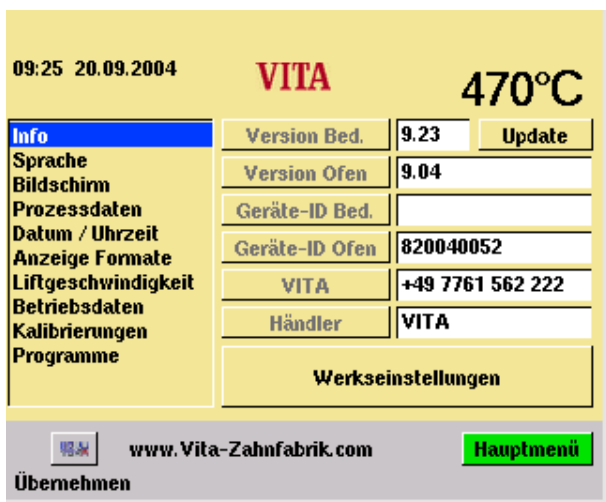 09:25 20.09.2004
VITA
470°C
Info
Sprache
Bildschirm
Prozessdaten
Datum / Uhrzeit
Anzeige Formate
Liftgeschwindigkeit
Betriebsdaten
Kalibrierungen
Programme
Version Bed. 9.23 Update
Version Ofen 9.04
Geräte-ID Bed.
Geräte-ID Ofen 820040052
VITA +49 7761 562 222
Händler VITA
Werkseinstellungen
www.Vita-Zahnfabrik.com
Hauptmenü
Übernehmen